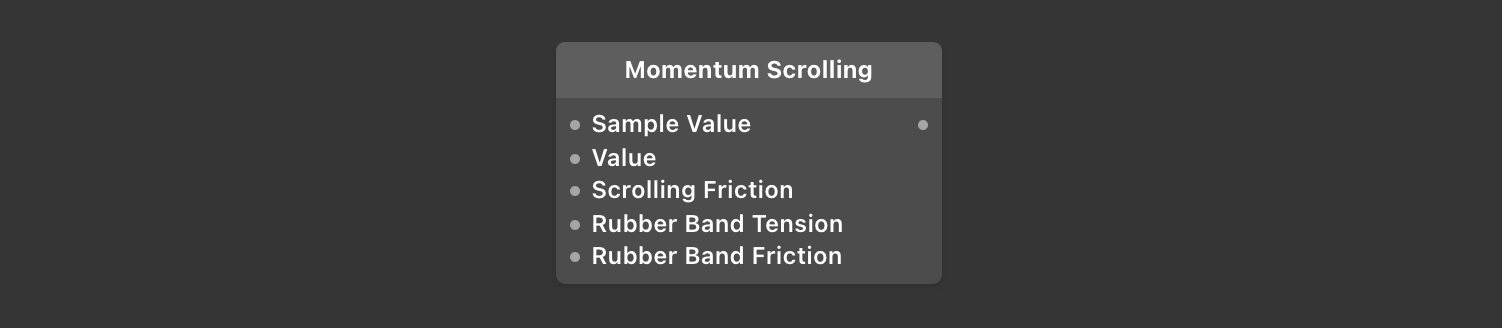 Momentum Scrolling
Sample Value
Value
Scrolling Friction
Rubber Band Tension
Rubber Band Friction